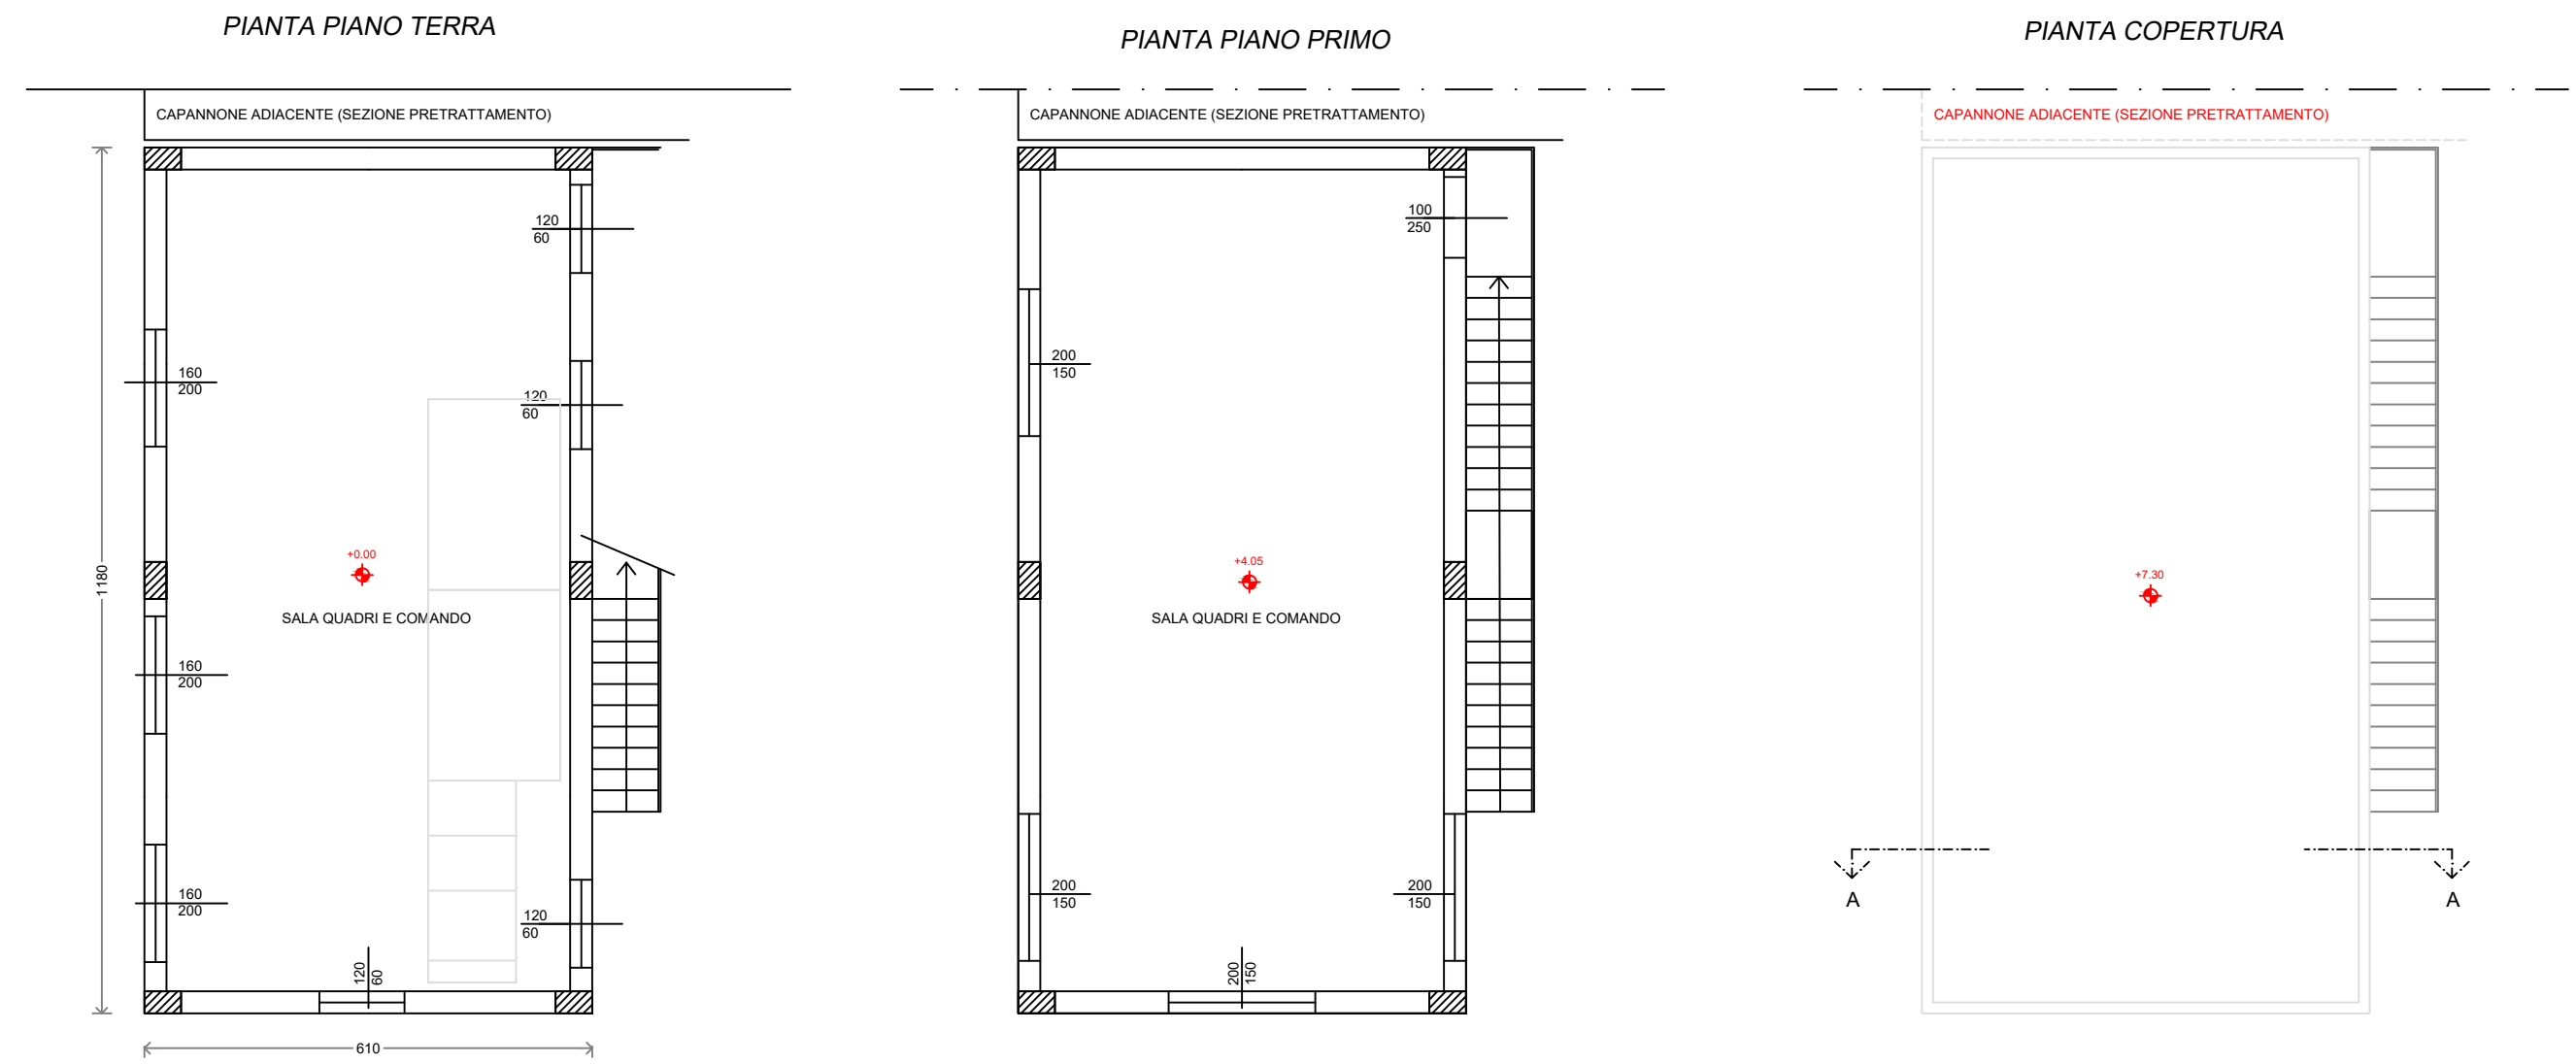 PIANTA PIANO TERRA
CAPANNONE ADIACENTE (SEZIONE PRETRATTAMENTO)
120
60
160
200
120
60
1180
+0.00
SALA QUADRI E COMANDO
160
200
160
200
120
60
120
60
610
PIANTA PIANO PRIMO
CAPANNONE ADIACENTE (SEZIONE PRETRATTAMENTO)
100
250
200
150
+4.05
SALA QUADRI E COMANDO
200
150
200
150
200
150
PIANTA COPERTURA
CAPANNONE ADIACENTE (SEZIONE PRETRATTAMENTO)
+7.30
A
A